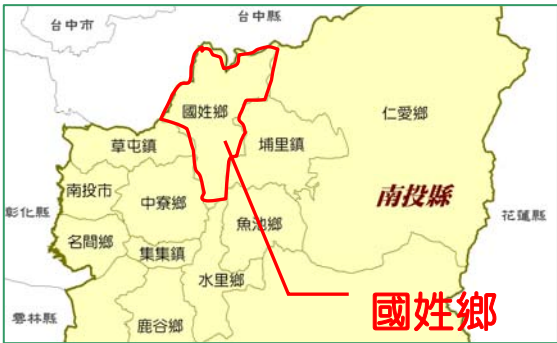 台中市
台中縣
國姓鄉
仁愛鄉
草屯鎮
埔里鎮
南投市
中寮鄉
南投縣
彰化縣
魚池鄉
花蓮縣
名間鄉
集集鎮
水里鄉
國姓鄉
雲林縣
鹿谷鄉